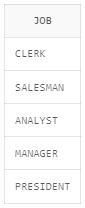 JOB
CLERK
SALESMAN
ANALYST
MANAGER
PRESIDENT